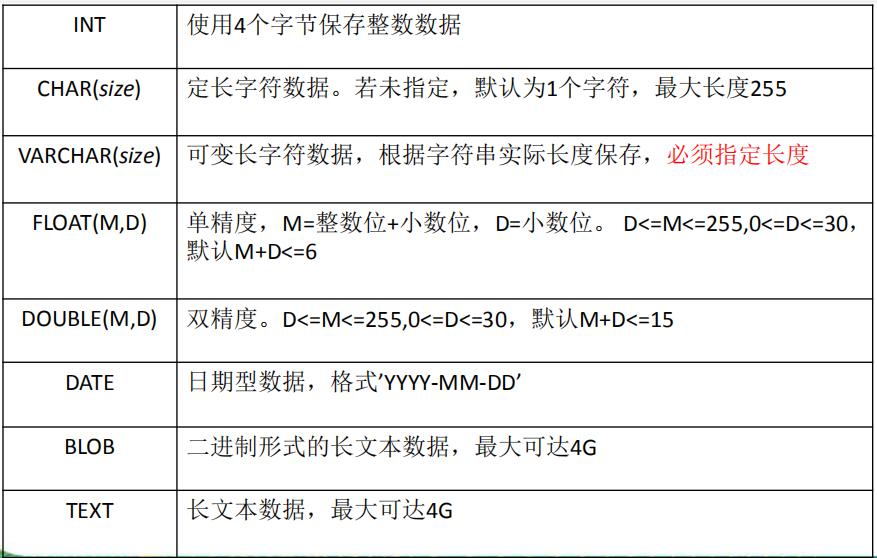 INT
使用4个字节保存整数数据
CHAR(size)
定长字符数据。若未指定，默认为1个字符，最大长度255
VARCHAR(size)
可变长字符数据，根据字符串实际长度保存，必须指定长度
FLOAT(M,D)
单精度，M=整数位+小数位，D=小数位。 D<=M<=255,0<=D<=30，
默认M+D<=6
DOUBLE(M,D)
双精度。D<=M<=255,0<=D<=30，默认M+D<=15
DATE
日期型数据，格式’YYYY-MM-DD’
BLOB
二进制形式的长文本数据，最大可达4G
TEXT
长文本数据，最大可达4G